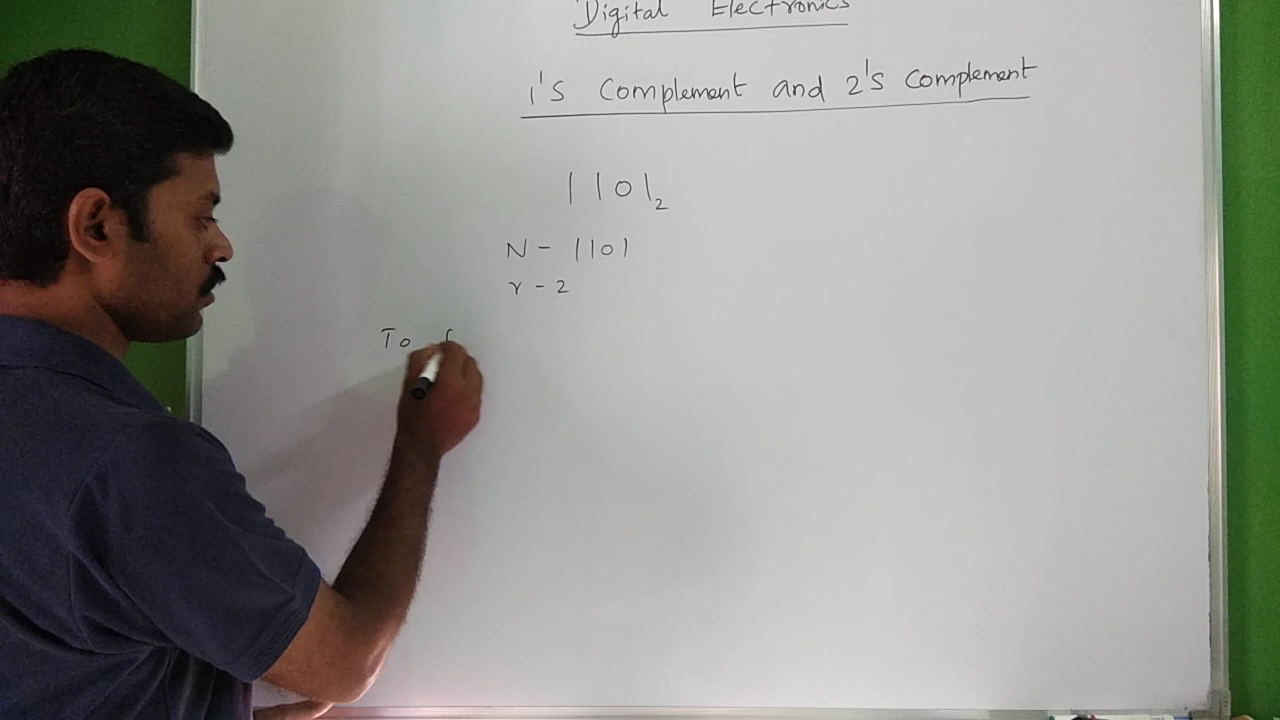 Digital Electronics
1's Complement and 2's Complement
1101₂
N - 1101
r - 2
To f